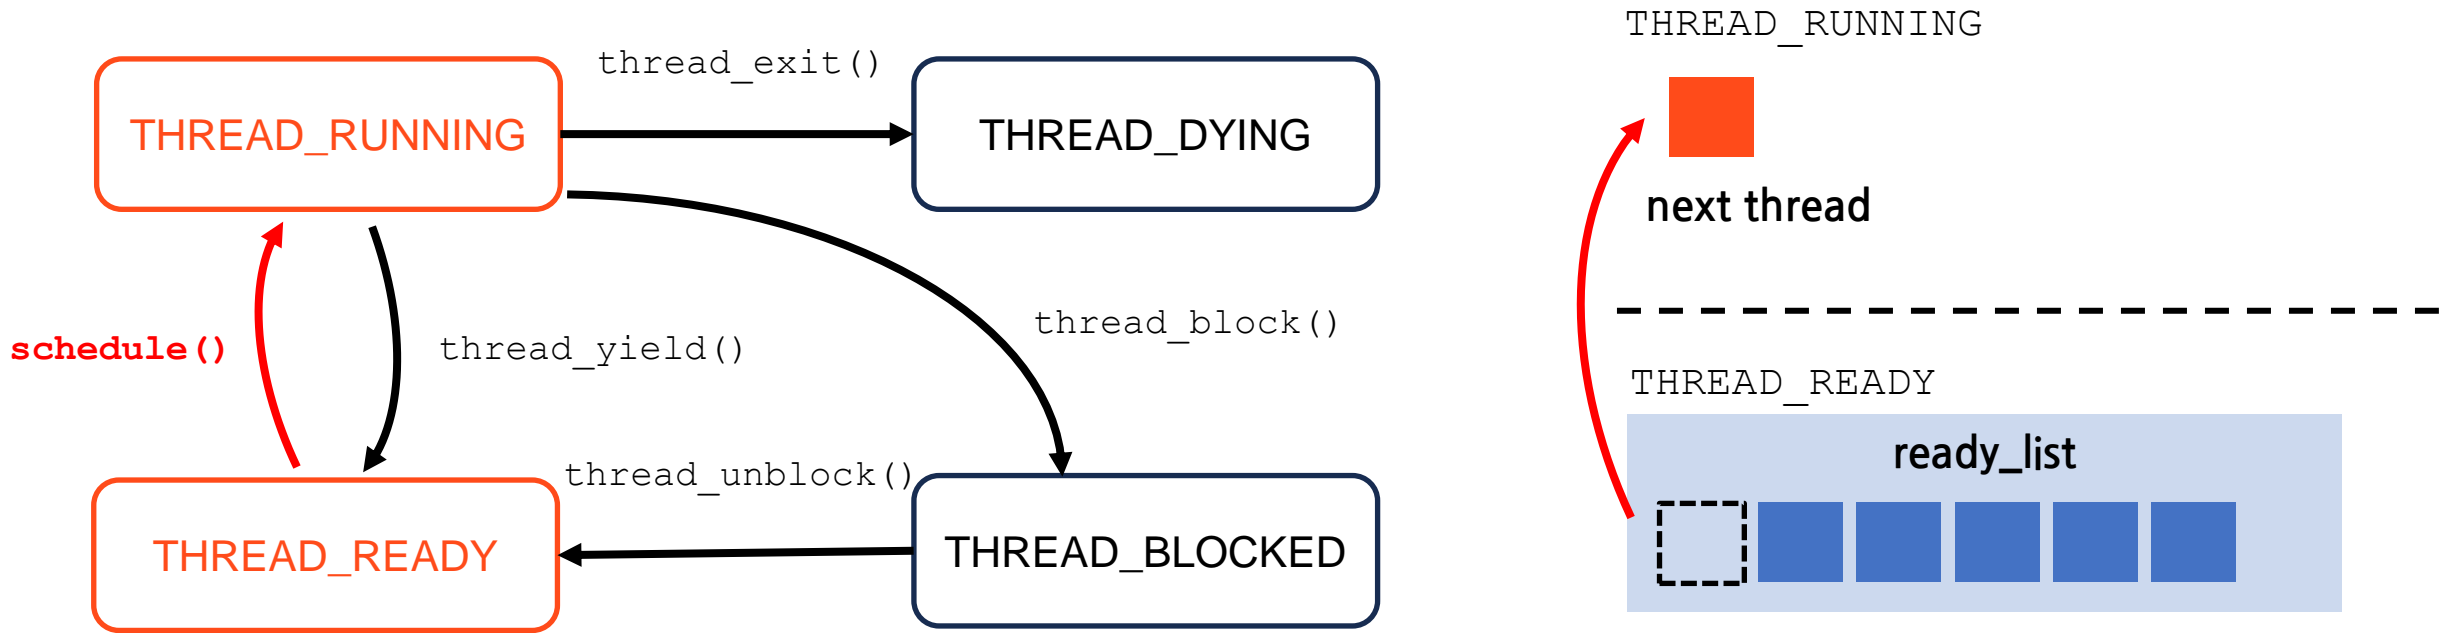 thread_exit()
THREAD_RUNNING
THREAD_DYING
schedule()
thread_yield()
thread_block()
thread_unblock()
THREAD_READY
THREAD_BLOCKED
THREAD_RUNNING
next thread
THREAD_READY
ready_list